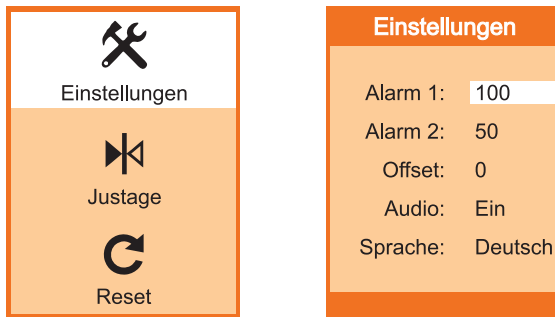 Einstellungen
Justage
Reset
Einstellungen
Alarm 1: 100
Alarm 2: 50
Offset: 0
Audio: Ein
Sprache: Deutsch